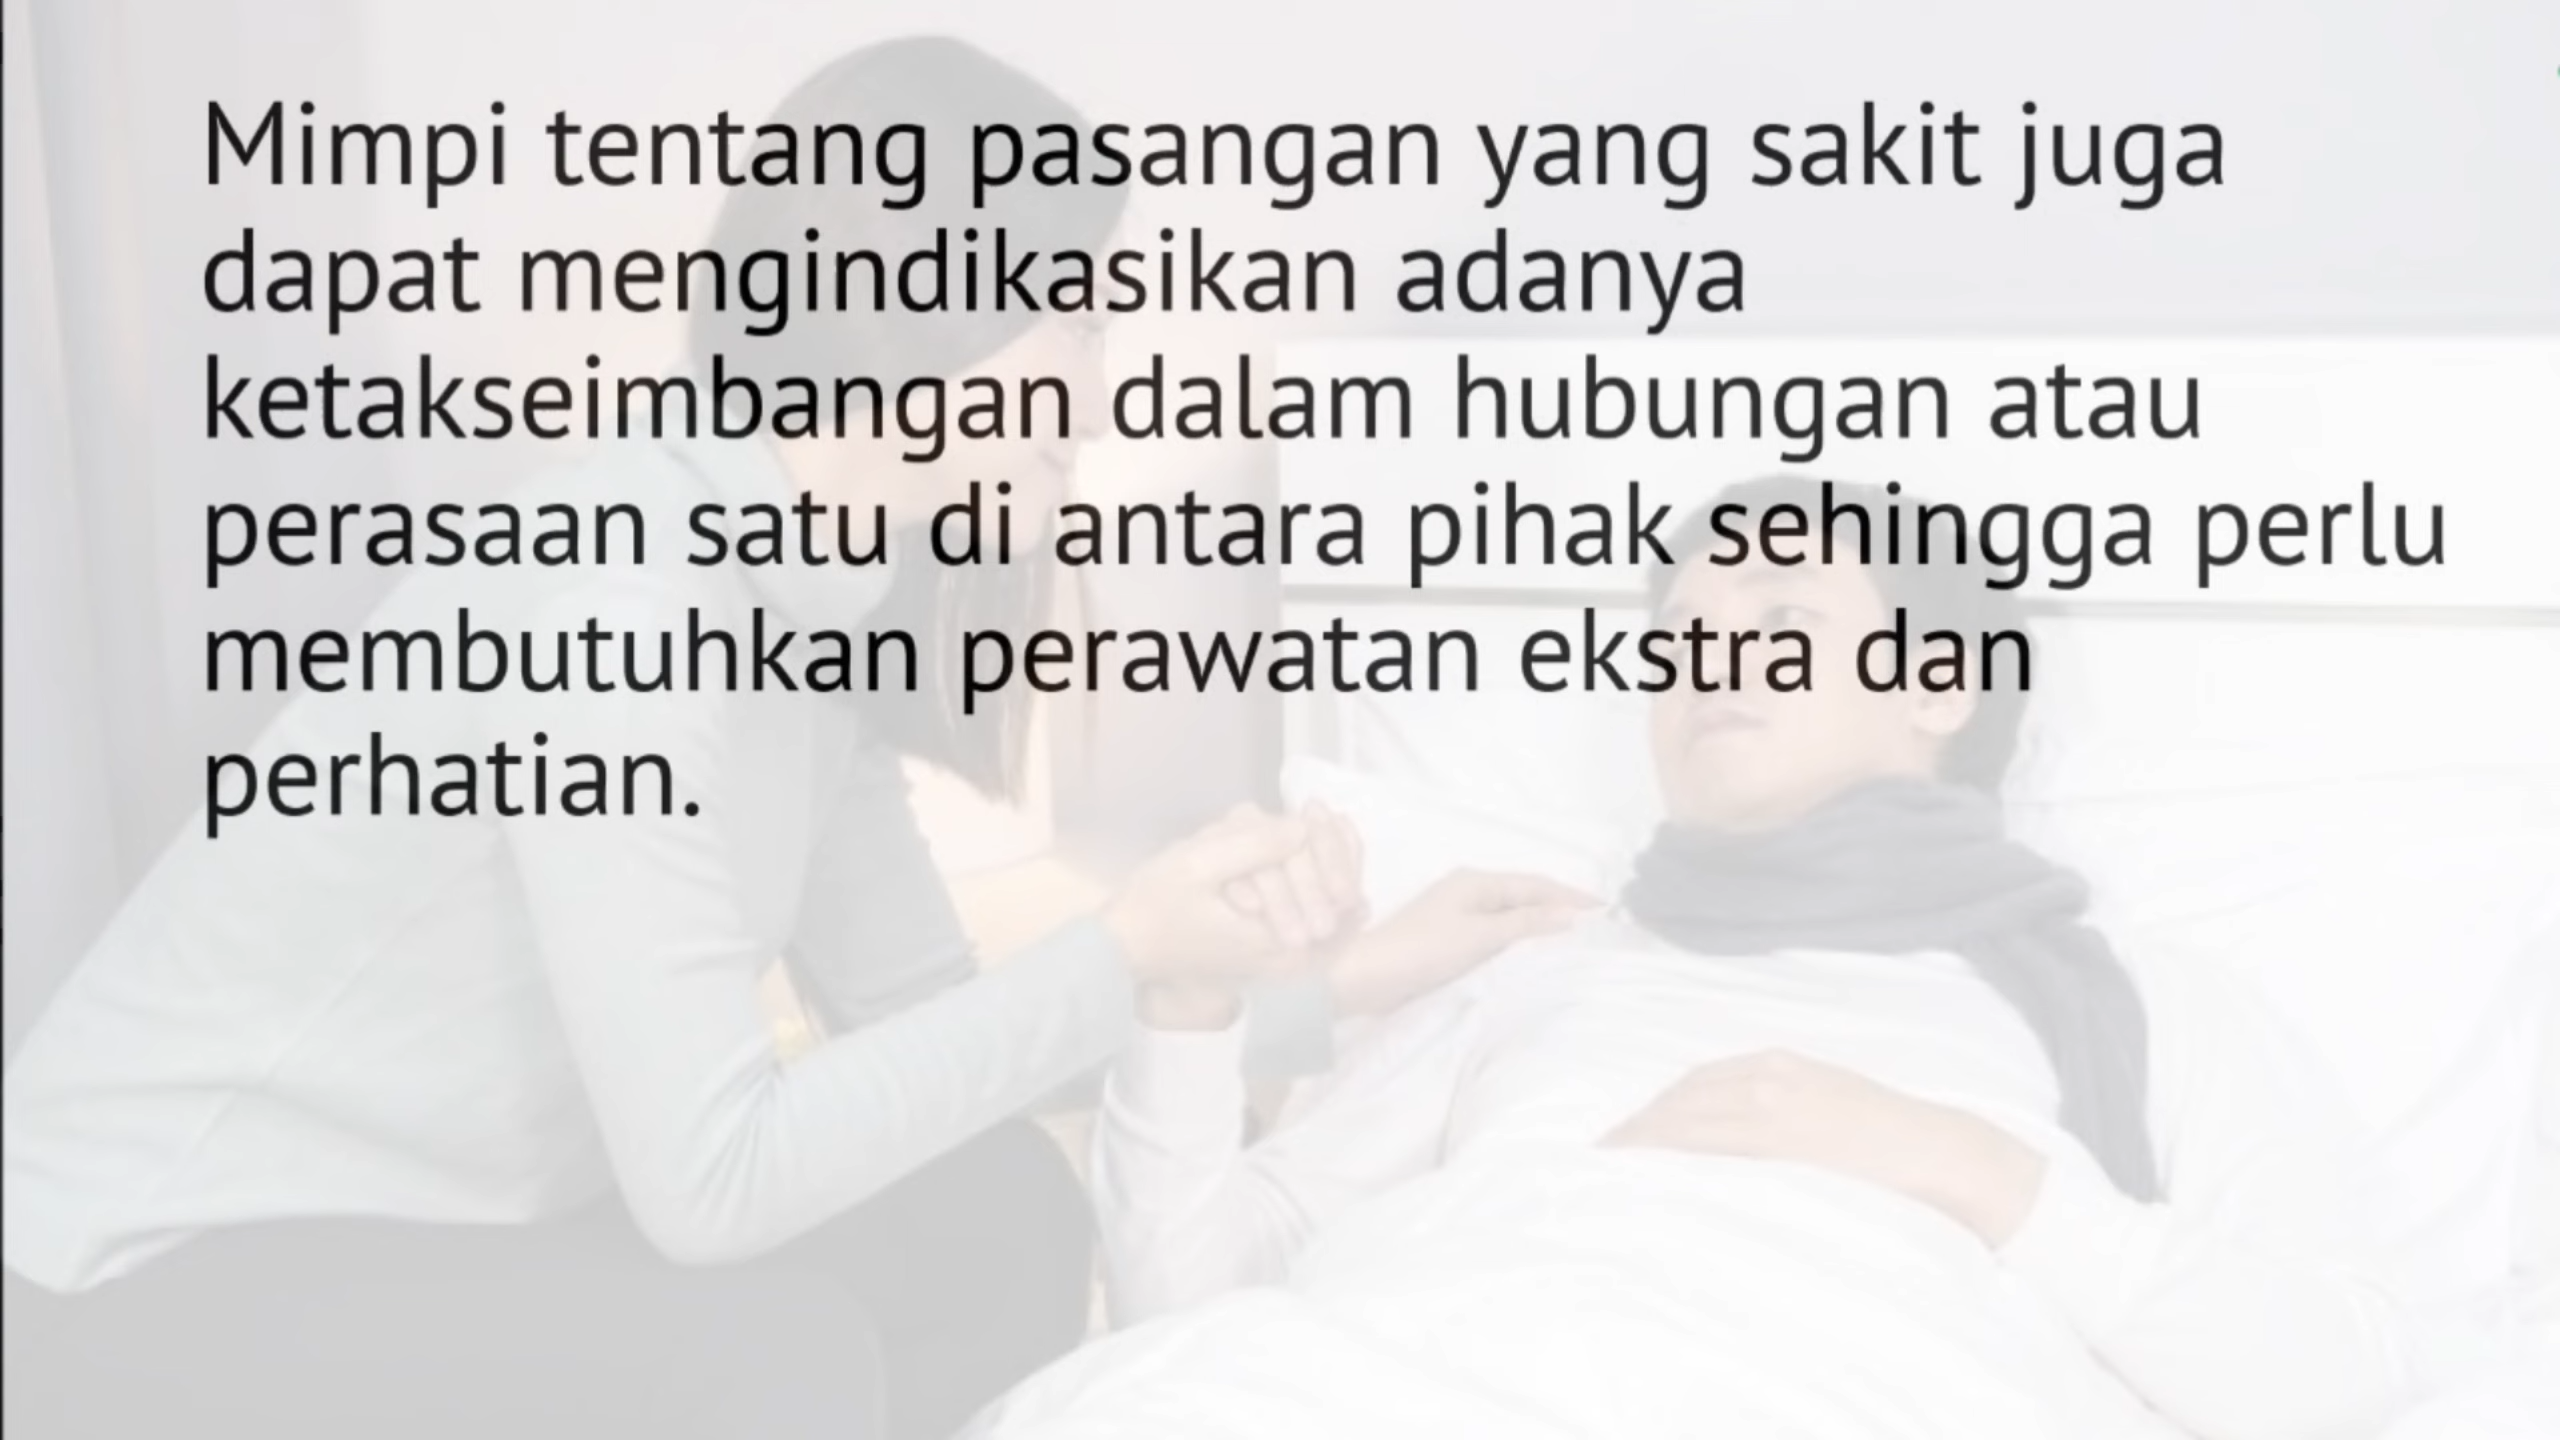 Mimpi tentang pasangan yang sakit juga
dapat mengindikasikan adanya
ketakseimbangan dalam hubungan atau
perasaan satu di antara pihak sehingga perlu
membutuhkan perawatan ekstra dan
perhatian.